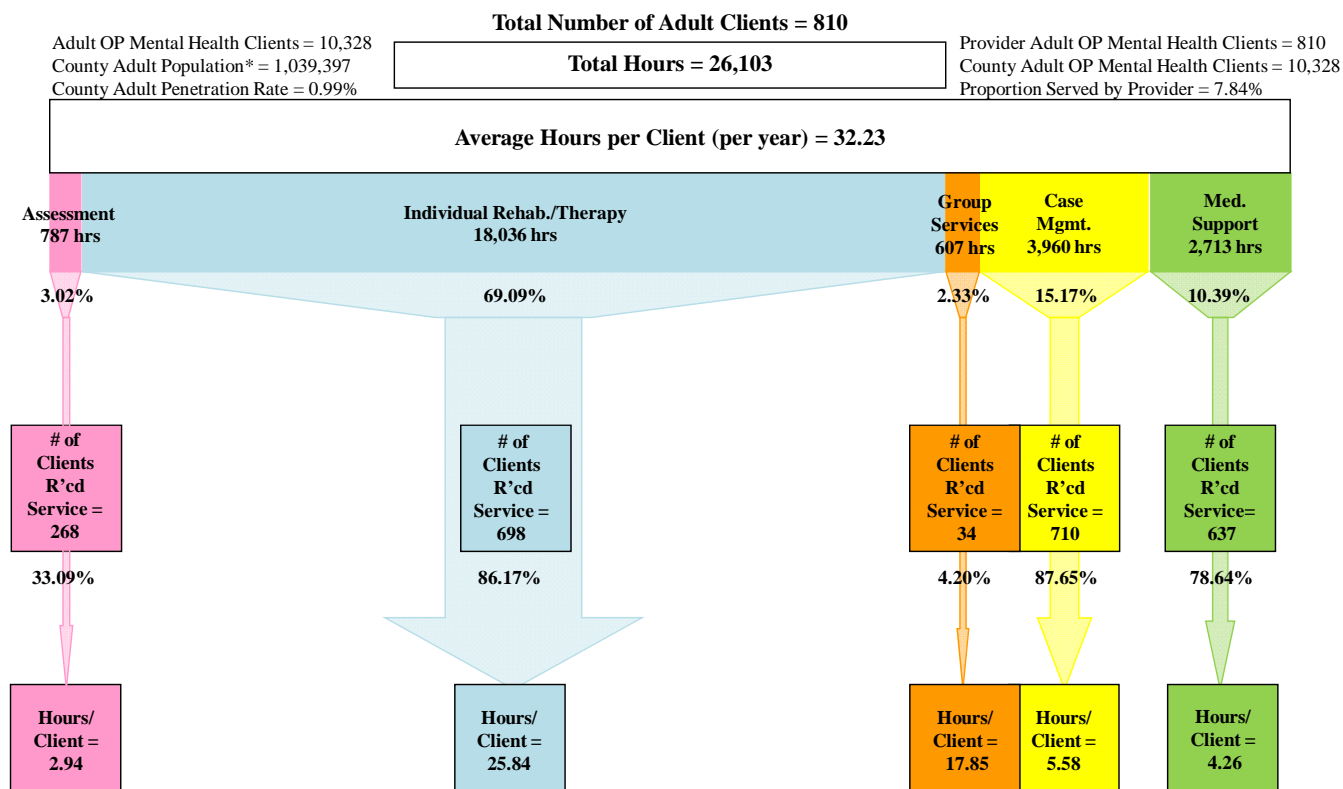 Total Number of Adult Clients = 810
Adult OP Mental Health Clients = 10,328
County Adult Population* = 1,039,397
County Adult Penetration Rate = 0.99%
Total Hours = 26,103
Provider Adult OP Mental Health Clients = 810
County Adult OP Mental Health Clients = 10,328
Proportion Served by Provider = 7.84%
Average Hours per Client (per year) = 32.23
Assessment
787 hrs
Individual Rehab./Therapy
18,036 hrs
Group
Services
607 hrs
Case
Mgmt.
3,960 hrs
Med.
Support
2,713 hrs
3.02%
69.09%
2.33%
15.17%
10.39%
# of
Clients
R’cd
Service =
268
# of
Clients
R’cd
Service =
698
# of
Clients
R’cd
Service =
34
# of
Clients
R’cd
Service =
710
# of
Clients
R’cd
Service=
637
33.09%
86.17%
4.20%
87.65%
78.64%
Hours/
Client =
2.94
Hours/
Client =
25.84
Hours/
Client =
17.85
Hours/
Client =
5.58
Hours/
Client =
4.26